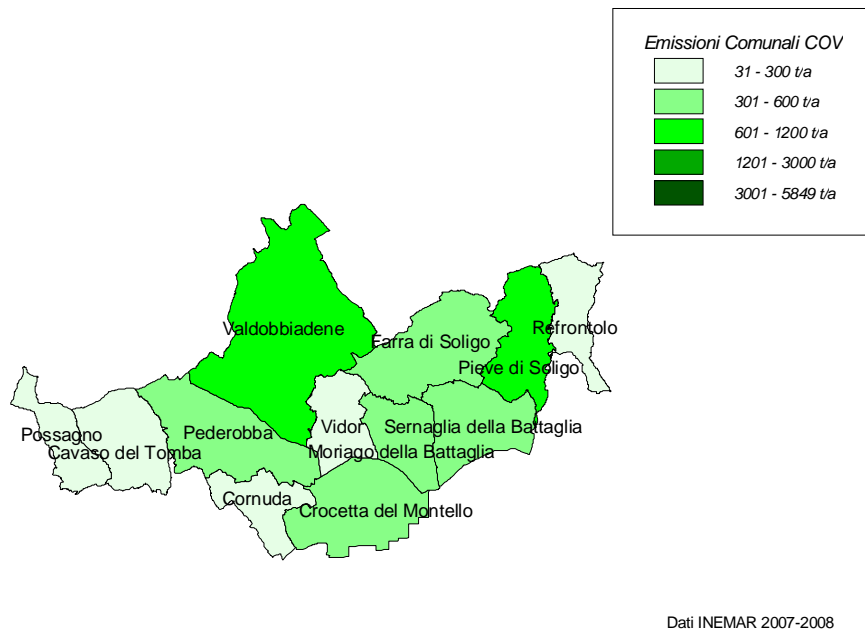 Emissioni Comunali COV
31 - 300 t/a
301 - 600 t/a
601 - 1200 t/a
1201 - 3000 t/a
3001 - 5849 t/a
Valdobbiadene
Refrontolo
Farra di Soligo
Pieve di Soligo
Possagno
Pederobba
Vidor
Sernaglia della Battaglia
Cavaso del Tomba
Moriago della Battaglia
Cornuda
Crocetta del Montello
Dati INEMAR 2007-2008